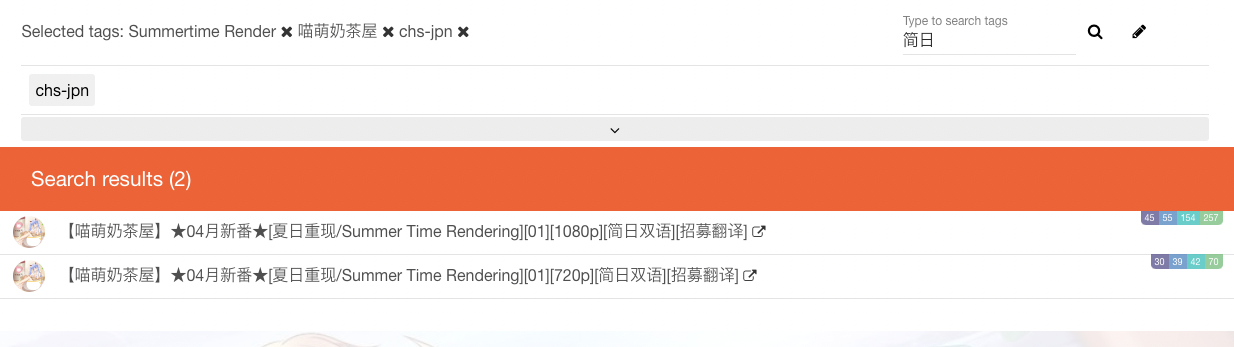 Selected tags: Summertime Render ✖ 喵萌奶茶屋 ✖ chs-jpn ✖
Type to search tags
简日
chs-jpn
Search results (2)
【喵萌奶茶屋】★04月新番★[夏日重现/Summer Time Rendering][01][1080p][简日双语][招募翻译]
45 55 154 257
【喵萌奶茶屋】★04月新番★[夏日重现/Summer Time Rendering][01][720p][简日双语][招募翻译]
30 39 42 70